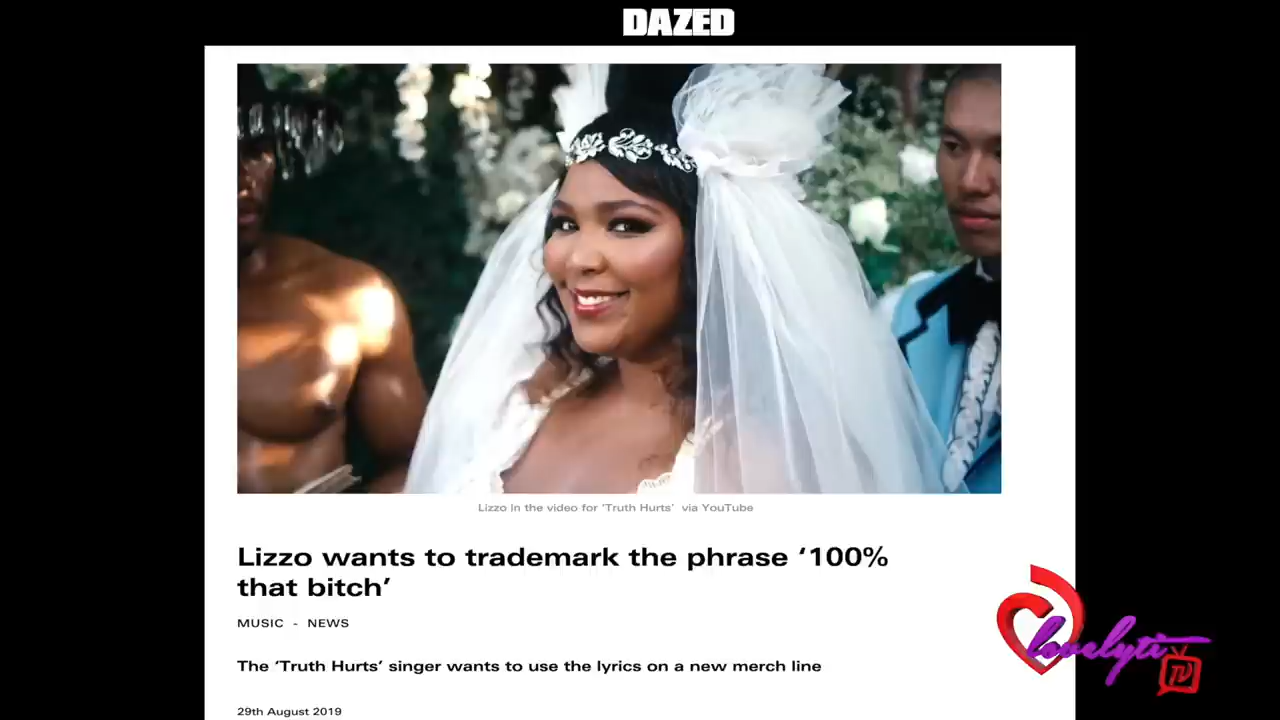 DAZED
Lizzo in the video for ‘Truth Hurts’ via YouTube
Lizzo wants to trademark the phrase ‘100%
that bitch’
MUSIC - NEWS
The ‘Truth Hurts’ singer wants to use the lyrics on a new merch line
29th August 2019
lovelyti
TV